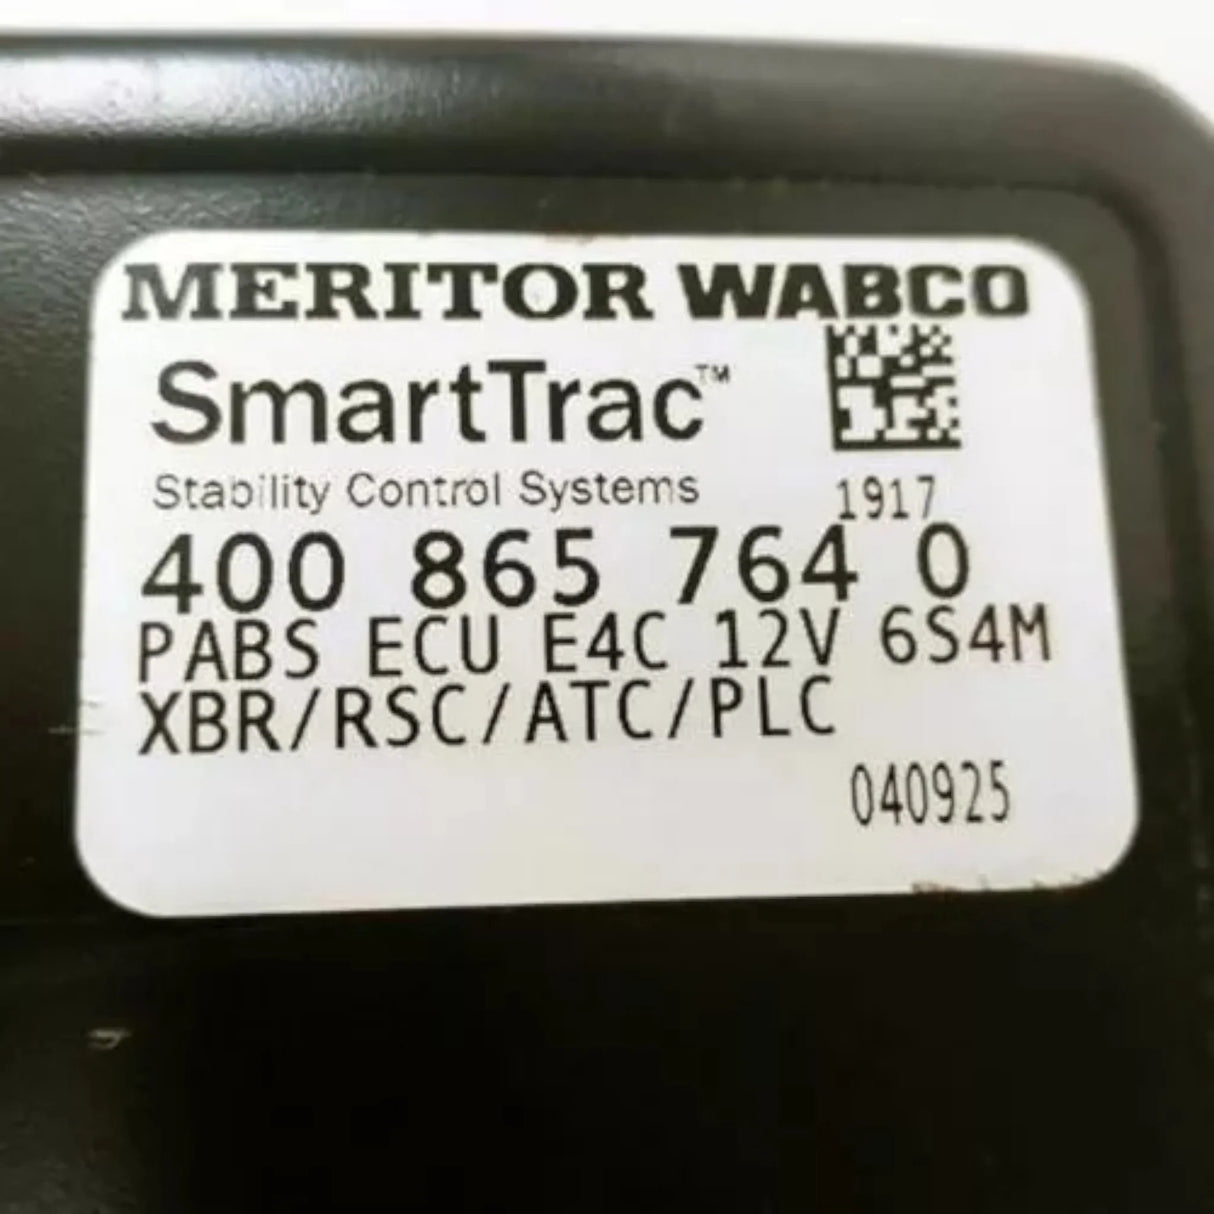 MERITOR WABCO
SmartTrac™
Stability Control Systems
1917
400 865 764 0
PABS ECU E4C 12V 6S4M
XBR/RSC/ATC/PLC
040925